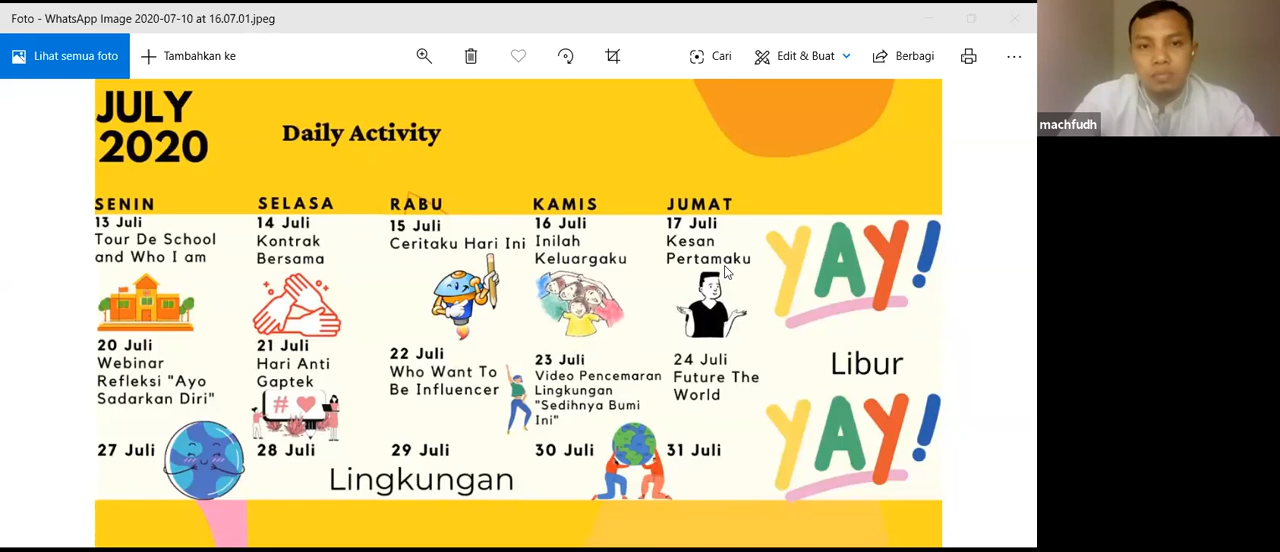 Foto - WhatsApp Image 2020-07-10 at 16.07.01.jpeg
Lihat semua foto
Tambahkan ke
Cari
Edit & Buat
Berbagi
machfudh
JULY
2020
Daily Activity
SENIN
SELASA
RABU
KAMIS
JUMAT
13 Juli
Tour De School
and Who I am
14 Juli
Kontrak
Bersama
15 Juli
Ceritaku Hari Ini
16 Juli
Inilah
Keluargaku
17 Juli
Kesan
Pertamaku
YAY!
20 Juli
Webinar
Refleksi "Ayo
Sadarkan Diri"
21 Juli
Hari Anti
Gaptek
#
22 Juli
Who Want To
Be Influencer
23 Juli
Video Pencemaran
Lingkungan
"Sedihnya Bumi
Ini"
24 Juli
Future The
World
Libur
YAY!
27 Juli
28 Juli
29 Juli
30 Juli
31 Juli
Lingkungan